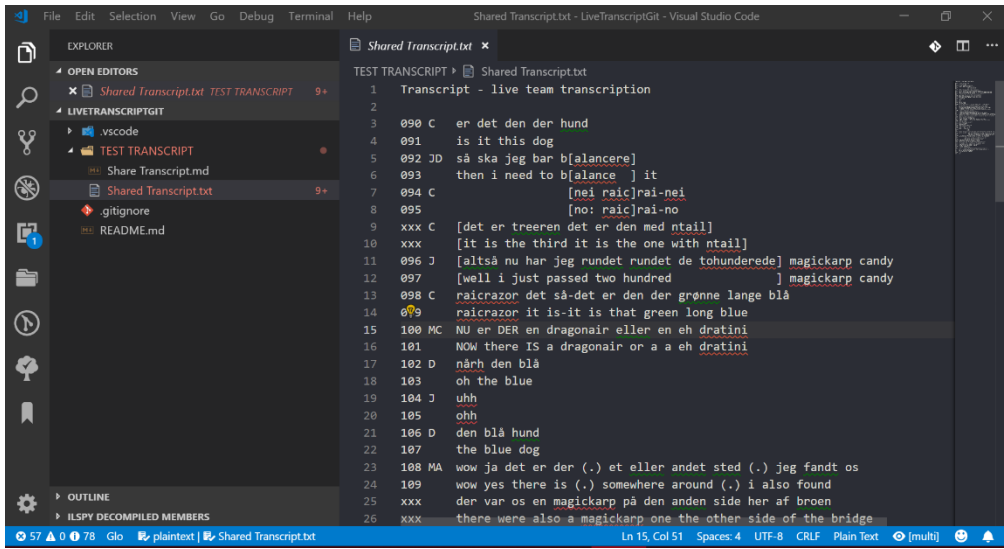 File Edit Selection View Go Debug Terminal Help Shared Transcript.txt - LiveTranscriptGit - Visual Studio Code
EXPLORER
OPEN EDITORS
Shared Transcript.txt TEST TRANSCRIPT 9+
LIVETRANSCRIPTGIT
.vscode
TEST TRANSCRIPT
Share Transcript.md
Shared Transcript.txt 9+
.gitignore
README.md
OUTLINE
ILSPY DECOMPILED MEMBERS
1
Shared Transcript.txt
TEST TRANSCRIPT Shared Transcript.txt
1 Transcript - live team transcription
2
3 090 C er det den der hund
4 091 is it this dog
5 092 JD så ska jeg bar b[alancere]
6 093 then i need to b[alance ] it
7 094 C [nei raic]rai-nei
8 095 [no: raic]rai-no
9 xxx C [det er treeren det er den med ntail]
10 xxx [it is the third it is the one with ntail]
11 096 J [altså nu har jeg rundet rundet de tohunderede] magickarp candy
12 097 [well i just passed two hundred ] magickarp candy
13 098 C raicrazor det så-det er den der grønne lange blå
14 099 raicrazor it is-it is that green long blue
15 100 MC NU er DER en dragonair eller en eh dratini
16 101 NOW there IS a dragonair or a a eh dratini
17 102 D nårh den blå
18 103 oh the blue
19 104 J uhh
20 105 ohh
21 106 D den blå hund
22 107 the blue dog
23 108 MA wow ja det er der (.) et eller andet sted (.) jeg fandt os
24 109 wow yes there is (.) somewhere around (.) i also found
25 xxx der var os en magickarp på den anden side her af broen
26 xxx there were also a magickarp one the other side of the bridge
57 0 78 Glo plaintext | Shared Transcript.txt Ln 15, Col 51 Spaces: 4 UTF-8 CRLF Plain Text [multi]